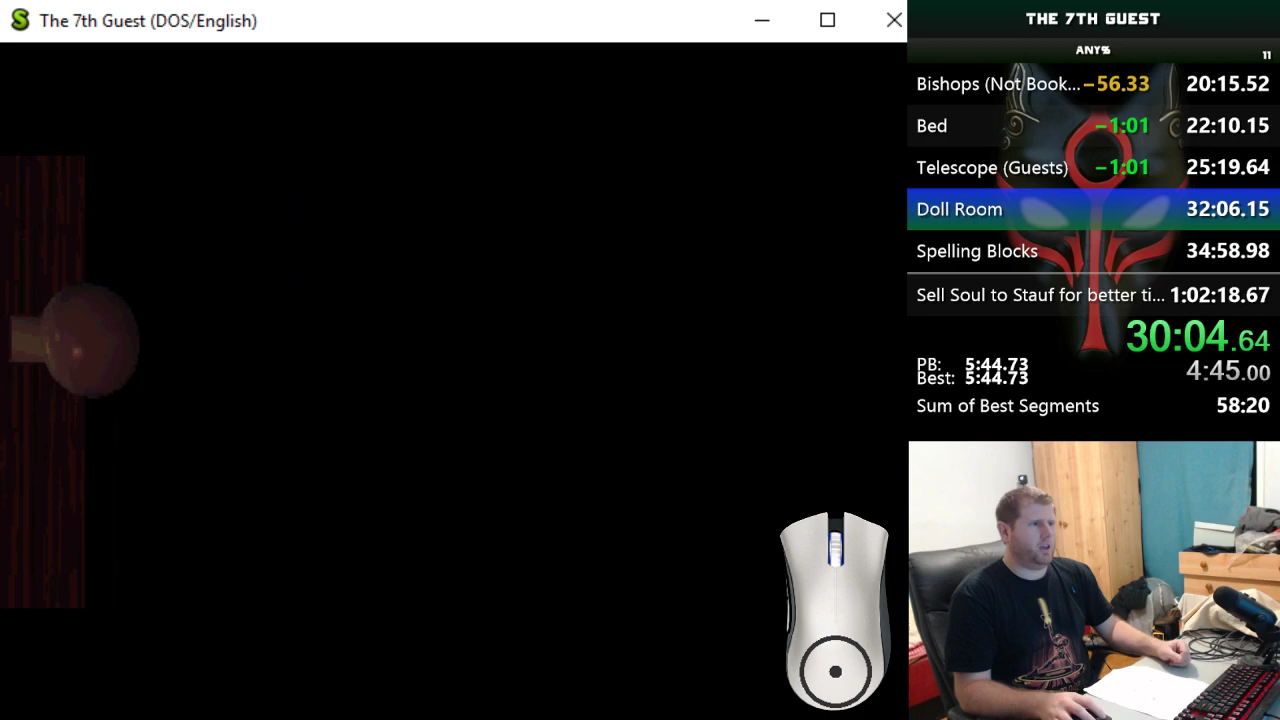 The 7th Guest (DOS/English)
THE 7TH GUEST
ANY%
11
Bishops (Not Book... -56.33 20:15.52
Bed -1:01 22:10.15
Telescope (Guests) -1:01 25:19.64
Doll Room 32:06.15
Spelling Blocks 34:58.98
Sell Soul to Stauf for better ti... 1:02:18.67
30:04.64
PB: 5:44.73 4:45.00
Best: 5:44.73
Sum of Best Segments 58:20